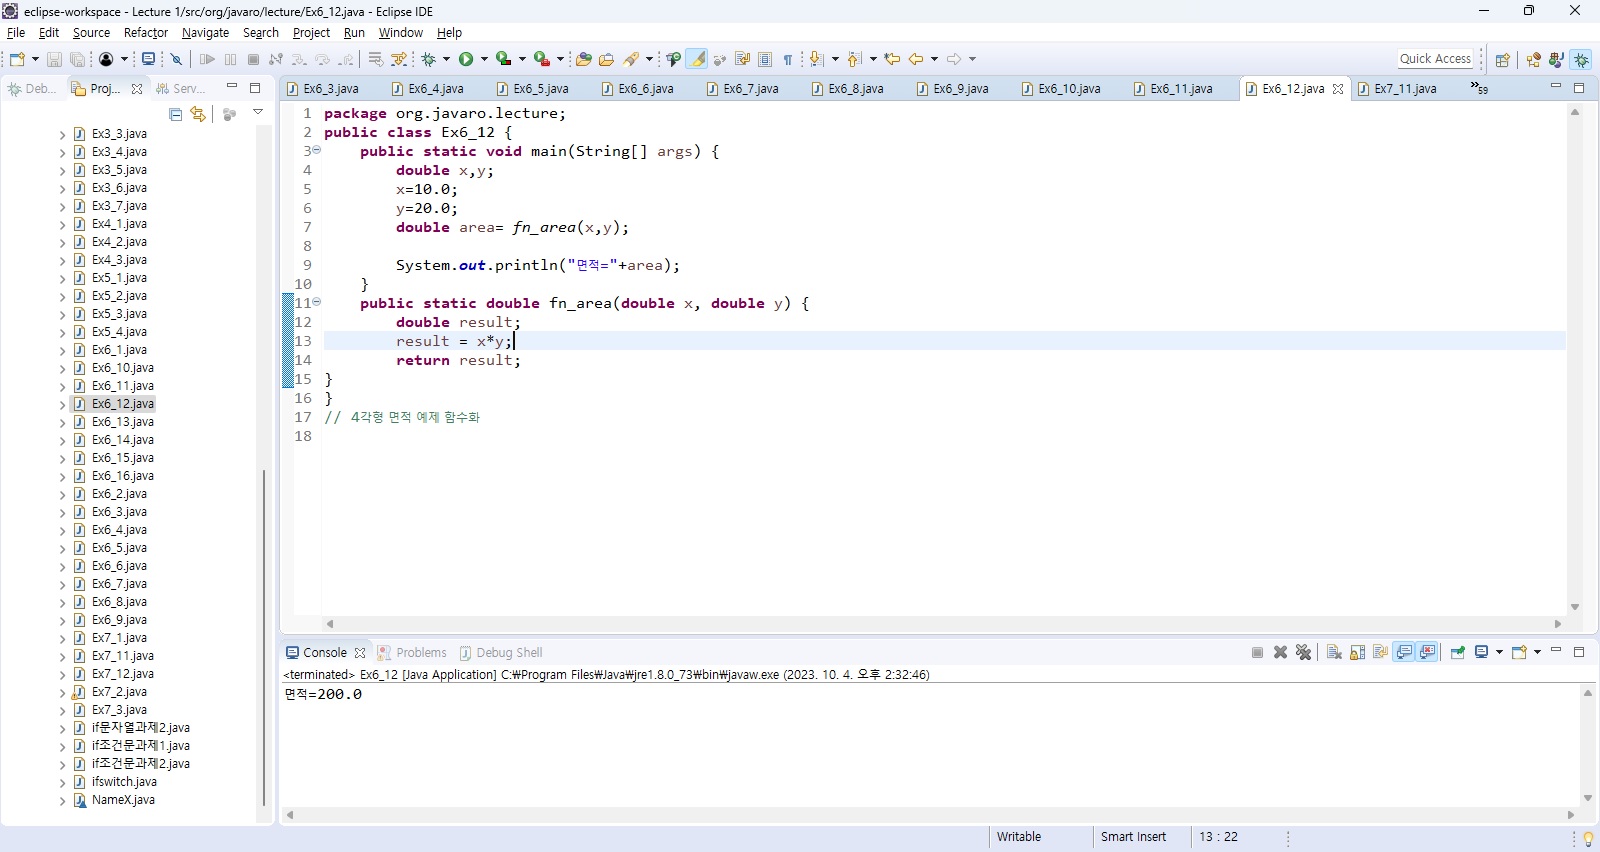 eclipse-workspace - Lecture 1/src/org/javaro/lecture/Ex6_12.java - Eclipse IDE
File Edit Source Refactor Navigate Search Project Run Window Help
Quick Access
Deb... Proj... Serv...
Ex6_3.java Ex6_4.java Ex6_5.java Ex6_6.java Ex6_7.java Ex6_8.java Ex6_9.java Ex6_10.java Ex6_11.java Ex6_12.java Ex7_11.java »59
Ex3_3.java
Ex3_4.java
Ex3_5.java
Ex3_6.java
Ex3_7.java
Ex4_1.java
Ex4_2.java
Ex4_3.java
Ex5_1.java
Ex5_2.java
Ex5_3.java
Ex5_4.java
Ex6_1.java
Ex6_10.java
Ex6_11.java
Ex6_12.java
Ex6_13.java
Ex6_14.java
Ex6_15.java
Ex6_16.java
Ex6_2.java
Ex6_3.java
Ex6_4.java
Ex6_5.java
Ex6_6.java
Ex6_7.java
Ex6_8.java
Ex6_9.java
Ex7_1.java
Ex7_11.java
Ex7_12.java
Ex7_2.java
Ex7_3.java
if문자열과제2.java
if조건문과제1.java
if조건문과제2.java
ifswitch.java
NameX.java
1 package org.javaro.lecture;
2 public class Ex6_12 {
3 public static void main(String[] args) {
4 double x,y;
5 x=10.0;
6 y=20.0;
7 double area= fn_area(x,y);
8
9 System.out.println("면적="+area);
10 }
11 public static double fn_area(double x, double y) {
12 double result;
13 result = x*y;
14 return result;
15 }
16 }
17 // 4각형 면적 예제 함수화
18
Console Problems Debug Shell
<terminated> Ex6_12 [Java Application] C:₩Program Files₩Java₩jre1.8.0_73₩bin₩javaw.exe (2023. 10. 4. 오후 2:32:46)
면적=200.0
Writable Smart Insert 13 : 22